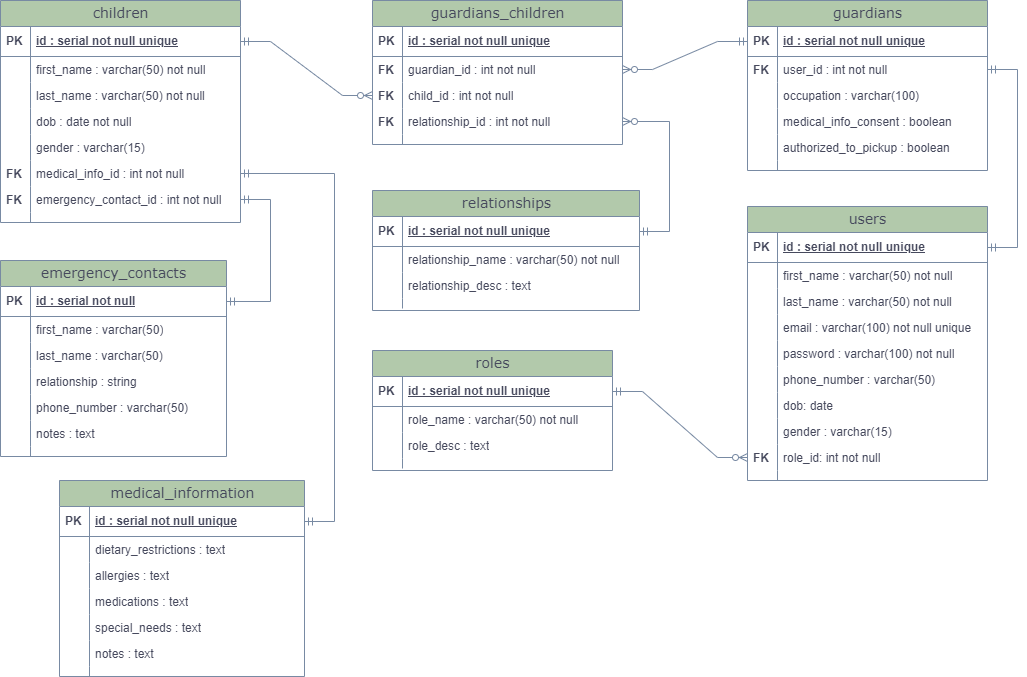 children
PK id : serial not null unique
first_name : varchar(50) not null
last_name : varchar(50) not null
dob : date not null
gender : varchar(15)
FK medical_info_id : int not null
FK emergency_contact_id : int not null
guardians_children
PK id : serial not null unique
FK guardian_id : int not null
FK child_id : int not null
FK relationship_id : int not null
guardians
PK id : serial not null unique
FK user_id : int not null
occupation : varchar(100)
medical_info_consent : boolean
authorized_to_pickup : boolean
relationships
PK id : serial not null unique
relationship_name : varchar(50) not null
relationship_desc : text
users
PK id : serial not null unique
first_name : varchar(50) not null
last_name : varchar(50) not null
email : varchar(100) not null unique
password : varchar(100) not null
phone_number : varchar(50)
dob: date
gender : varchar(15)
FK role_id: int not null
emergency_contacts
PK id : serial not null
first_name : varchar(50)
last_name : varchar(50)
relationship : string
phone_number : varchar(50)
notes : text
roles
PK id : serial not null unique
role_name : varchar(50) not null
role_desc : text
medical_information
PK id : serial not null unique
dietary_restrictions : text
allergies : text
medications : text
special_needs : text
notes : text